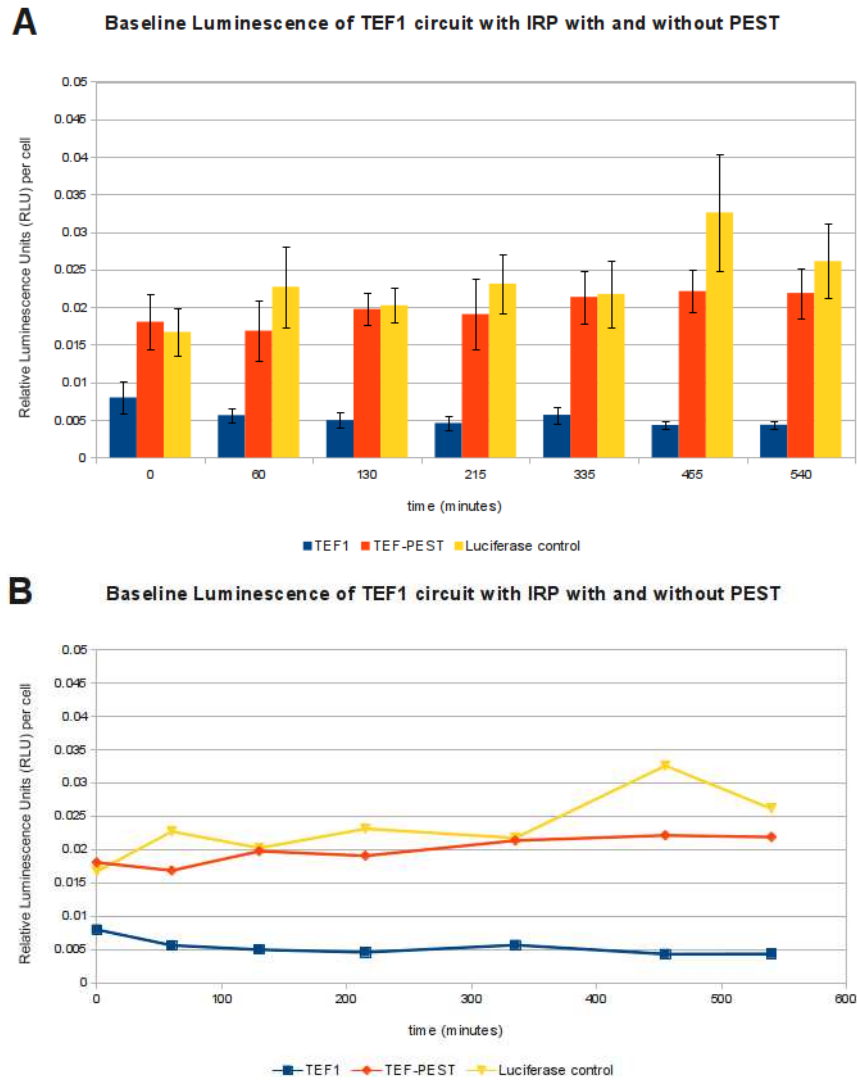 A
Baseline Luminescence of TEF1 circuit with IRP with and without PEST
Relative Luminescence Units (RLU) per cell
0.05
0.045
0.04
0.035
0.03
0.025
0.02
0.015
0.01
0.005
0
0 60 130 215 335 455 540
time (minutes)
TEF1 TEF-PEST Luciferase control
B
Baseline Luminescence of TEF1 circuit with IRP with and without PEST
Relative Luminescence Units (RLU) per cell
0.05
0.045
0.04
0.035
0.03
0.025
0.02
0.015
0.01
0.005
0
0 100 200 300 400 500 600
time (minutes)
TEF1 TEF-PEST Luciferase control